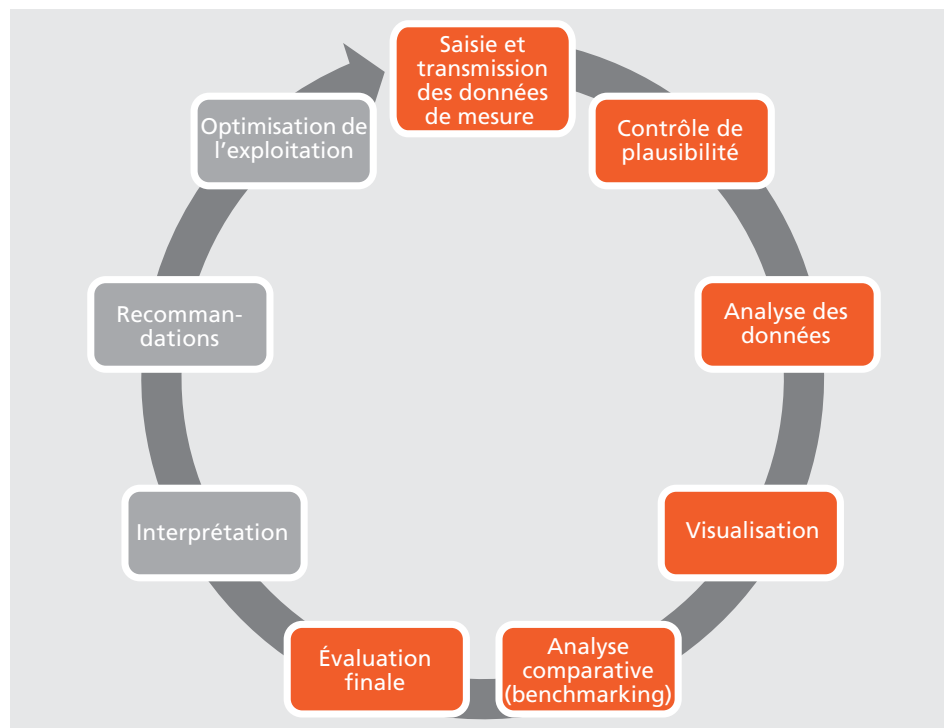 Saisie et
transmission
des données
de mesure
Contrôle de
plausibilité
Analyse des
données
Visualisation
Analyse
comparative
(benchmarking)
Évaluation
finale
Interprétation
Recomman-
dations
Optimisation de
l’exploitation